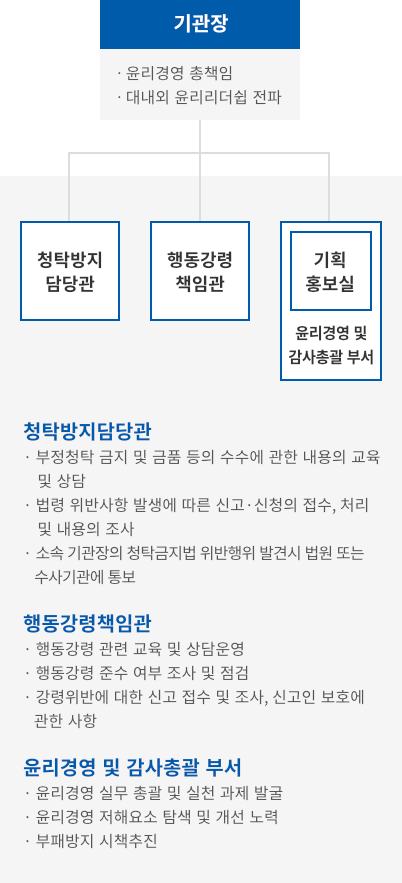 기관장
· 윤리경영 총책임
· 대내외 윤리리더쉽 전파
청탁방지
담당관
행동강령
책임관
기획
홍보실
윤리경영 및
감사총괄 부서
청탁방지담당관
· 부정청탁 금지 및 금품 등의 수수에 관한 내용의 교육
및 상담
· 법령 위반사항 발생에 따른 신고·신청의 접수, 처리
및 내용의 조사
· 소속 기관장의 청탁금지법 위반행위 발견시 법원 또는
수사기관에 통보
행동강령책임관
· 행동강령 관련 교육 및 상담운영
· 행동강령 준수 여부 조사 및 점검
· 강령위반에 대한 신고 접수 및 조사, 신고인 보호에
관한 사항
윤리경영 및 감사총괄 부서
· 윤리경영 실무 총괄 및 실천 과제 발굴
· 윤리경영 저해요소 탐색 및 개선 노력
· 부패방지 시책추진